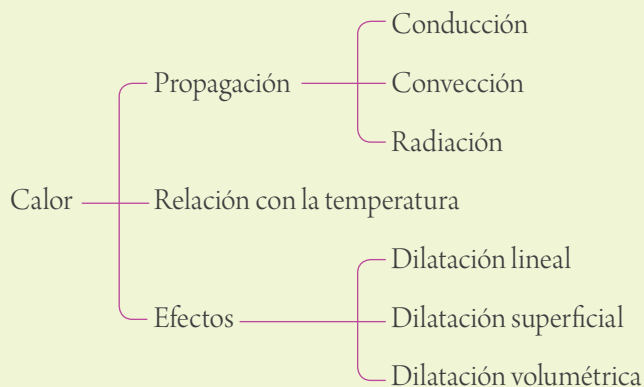 Calor
Propagación
Conducción
Convección
Radiación
Relación con la temperatura
Efectos
Dilatación lineal
Dilatación superficial
Dilatación volumétrica